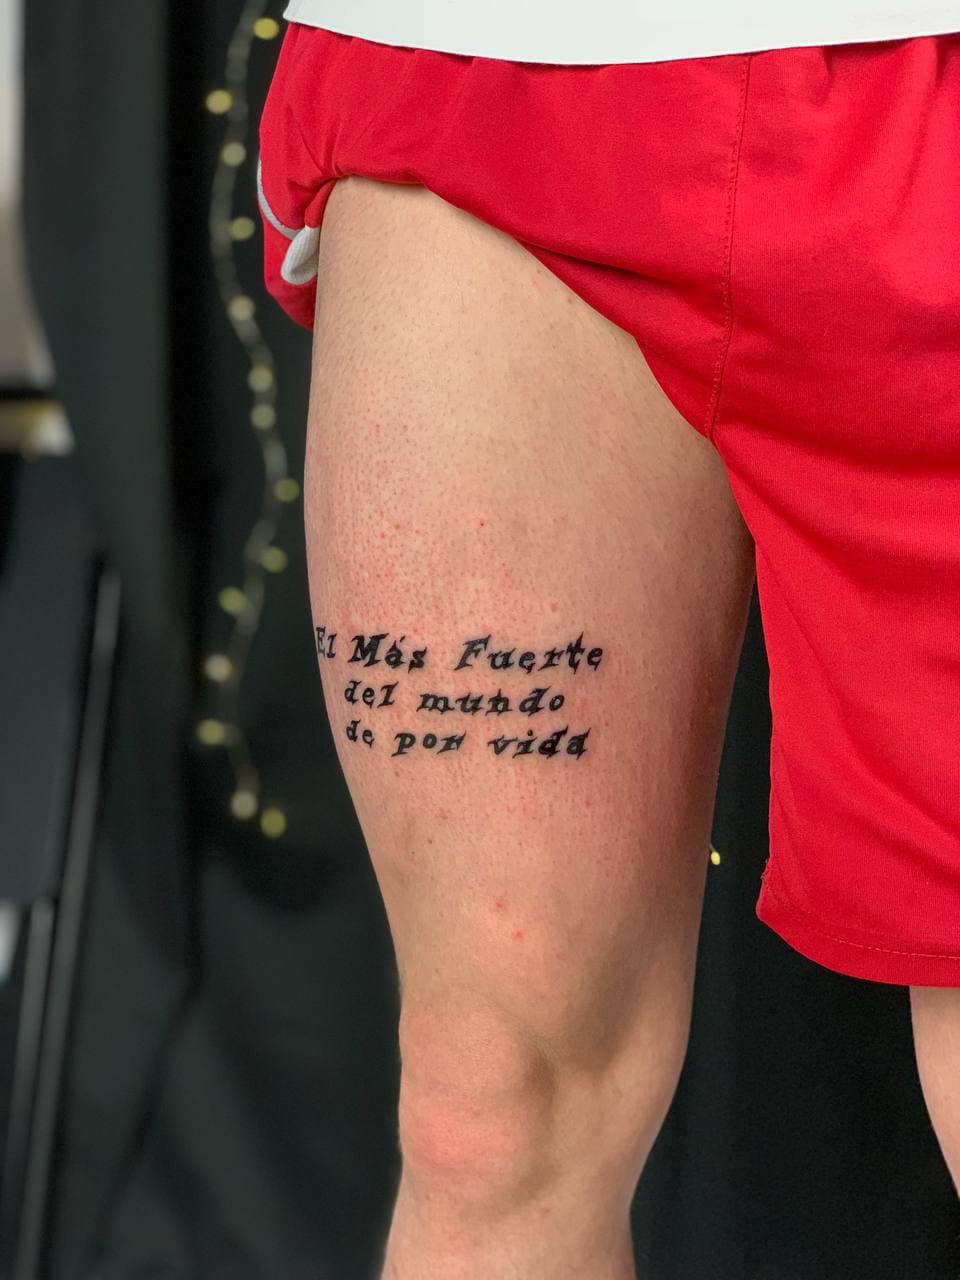 El Más Fuerte
del mundo
de por vida